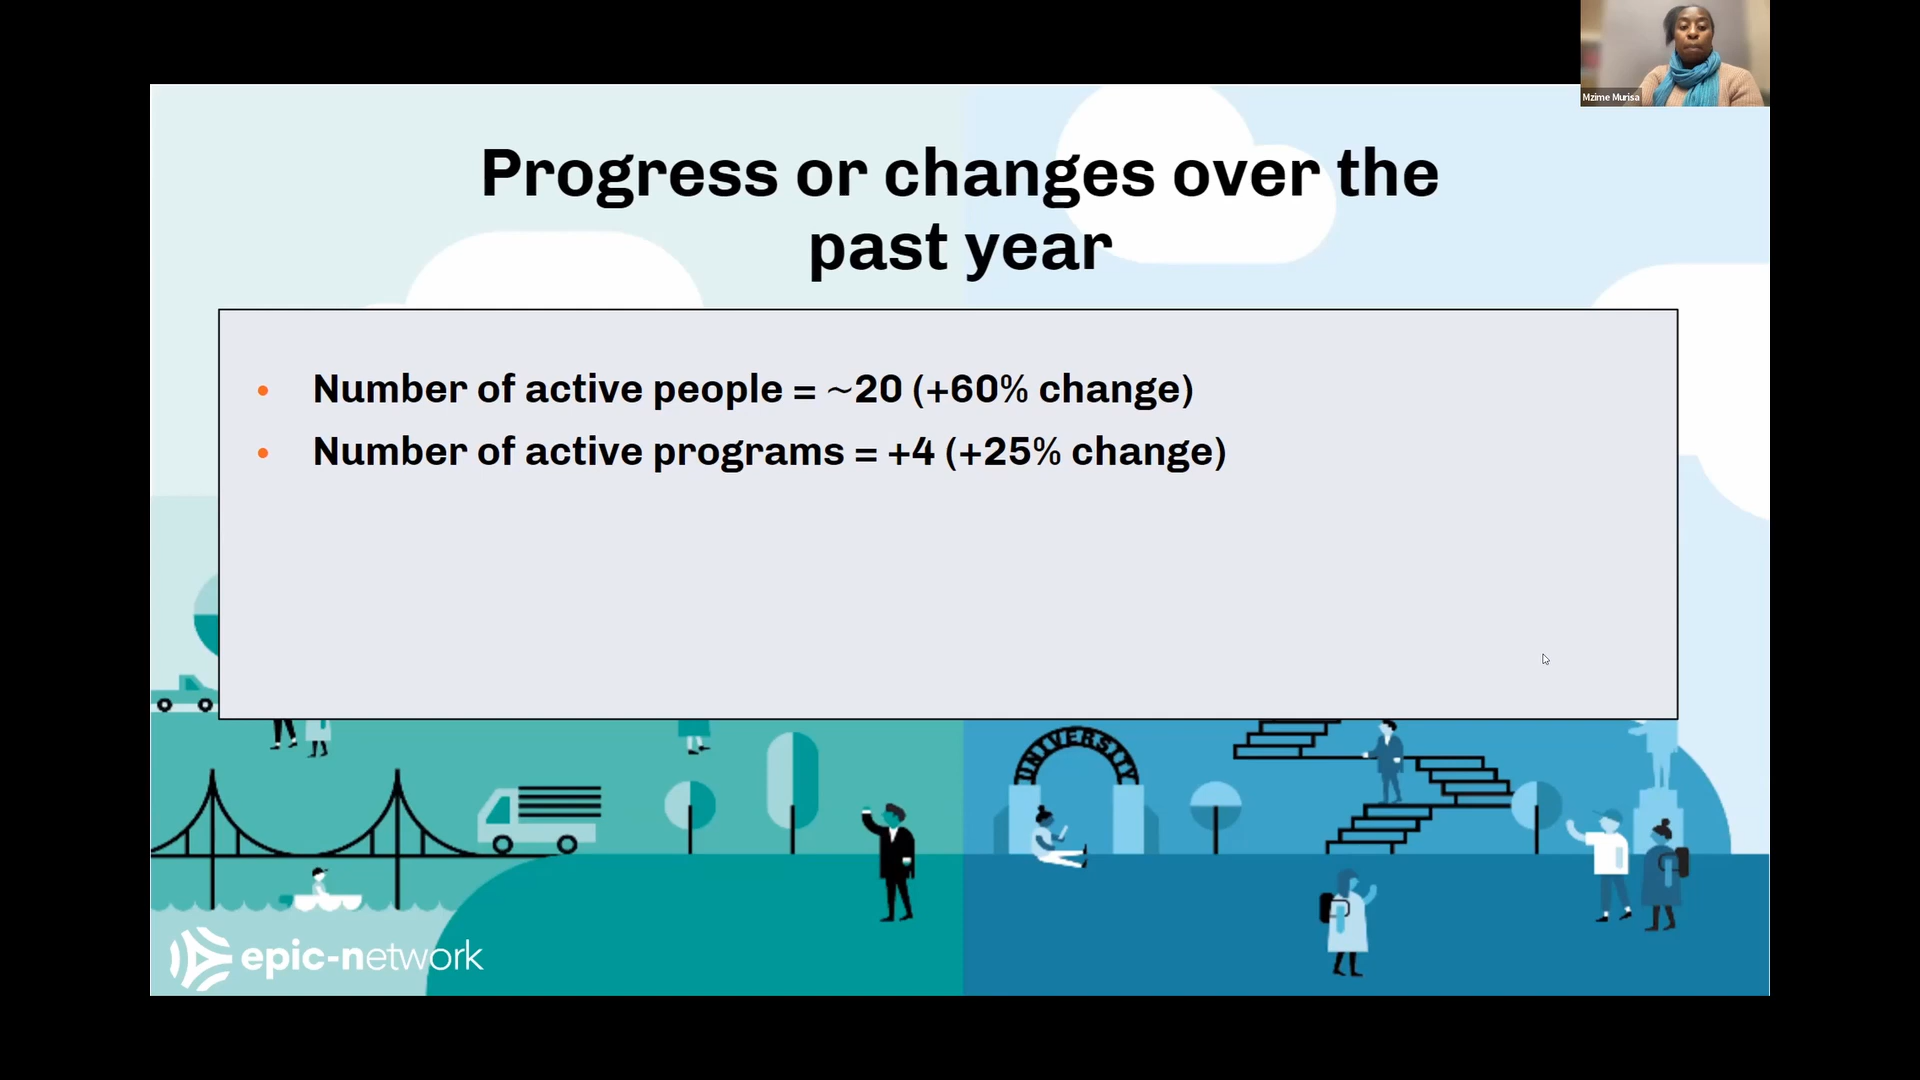 Mzime Murisa
Progress or changes over the
past year
• Number of active people = ~20 (+60% change)
• Number of active programs = +4 (+25% change)
UNIVERSITY
epic-network